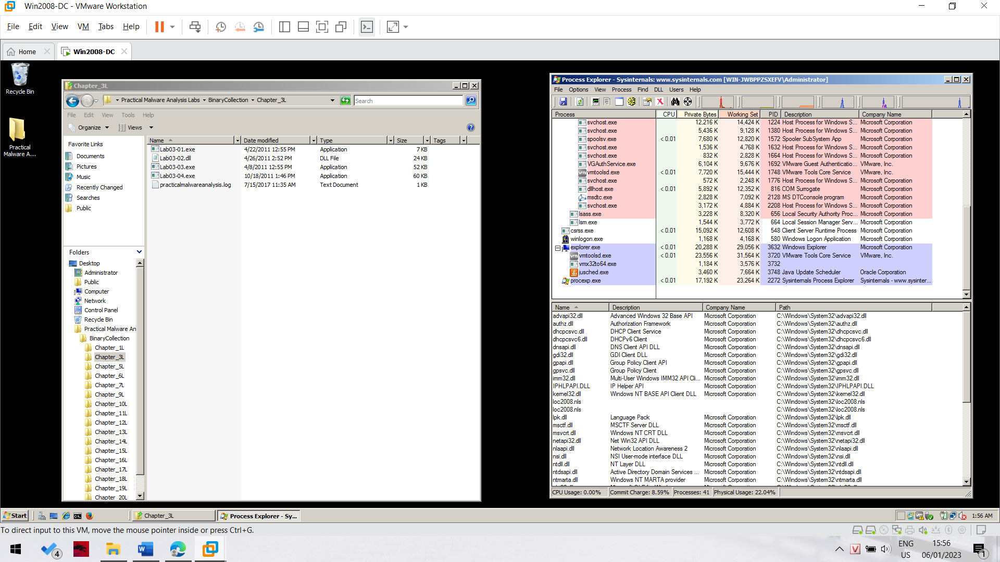 Win2008-DC - VMware Workstation
File Edit View VM Tabs Help
Home Win2008-DC
Recycle Bin
Practical
Malware A...
Chapter_3L
Practical Malware Analysis Labs BinaryCollection Chapter_3L Search
File Edit View Tools Help
Organize Views
Favorite Links
Documents
Pictures
Music
Recently Changed
Searches
Public
Folders
Desktop
Administrator
Public
Computer
Network
Control Panel
Recycle Bin
Practical Malware An
BinaryCollection
Chapter_1L
Chapter_3L
Chapter_5L
Chapter_6L
Chapter_7L
Chapter_9L
Chapter_10L
Chapter_11L
Chapter_12L
Chapter_13L
Chapter_14L
Chapter_15L
Chapter_16L
Chapter_17L
Chapter_18L
Chapter_19L
Chapter_20L
Name Date modified Type Size Tags
Lab03-01.exe 4/22/2011 12:55 PM Application 7 KB
Lab03-02.dll 4/26/2011 2:52 PM DLL File 24 KB
Lab03-03.exe 4/8/2011 12:55 PM Application 52 KB
Lab03-04.exe 10/18/2011 1:46 PM Application 60 KB
practicalmalwareanalysis.log 7/15/2017 11:35 AM Text Document 1 KB
Process Explorer - Sysinternals: www.sysinternals.com [WIN-JWBPPZSXEFV\Administrator]
File Options View Process Find DLL Users Help
Process CPU Private Bytes Working Set PID Description Company Name
svchost.exe 12,216 K 14,424 K 1224 Host Process for Windows S... Microsoft Corporation
svchost.exe 5,436 K 9,128 K 1380 Host Process for Windows S... Microsoft Corporation
spoolsv.exe < 0.01 7,680 K 12,820 K 1572 Spooler SubSystem App Microsoft Corporation
svchost.exe 1,536 K 4,768 K 1632 Host Process for Windows S... Microsoft Corporation
svchost.exe 832 K 2,828 K 1664 Host Process for Windows S... Microsoft Corporation
VGAuthService.exe 6,104 K 9,676 K 1692 VMware Guest Authenticatio... VMware, Inc.
vmtoolsd.exe < 0.01 7,720 K 15,444 K 1748 VMware Tools Core Service VMware, Inc.
svchost.exe 572 K 2,248 K 1776 Host Process for Windows S... Microsoft Corporation
dllhost.exe < 0.01 5,892 K 12,352 K 816 COM Surrogate Microsoft Corporation
msdtc.exe 2,828 K 7,092 K 2128 MS DTCconsole program Microsoft Corporation
svchost.exe 3,172 K 4,884 K 2208 Host Process for Windows S... Microsoft Corporation
lsass.exe 3,228 K 8,320 K 656 Local Security Authority Proc... Microsoft Corporation
lsm.exe 1,544 K 3,772 K 664 Local Session Manager Serv... Microsoft Corporation
csrss.exe < 0.01 15,092 K 12,608 K 548 Client Server Runtime Process Microsoft Corporation
winlogon.exe 1,168 K 4,168 K 580 Windows Logon Application Microsoft Corporation
explorer.exe < 0.01 20,288 K 29,056 K 3632 Windows Explorer Microsoft Corporation
vmtoolsd.exe < 0.01 23,556 K 31,564 K 3720 VMware Tools Core Service VMware, Inc.
vmx32to64.exe 1,184 K 3,576 K 3732
jusched.exe 3,460 K 7,664 K 3748 Java Update Scheduler Oracle Corporation
procexp.exe < 0.01 17,192 K 23,264 K 2272 Sysinternals Process Explorer Sysinternals - www.sysinter...
Name Description Company Name Path
advapi32.dll Advanced Windows 32 Base API Microsoft Corporation C:\Windows\System32\advapi32.dll
authz.dll Authorization Framework Microsoft Corporation C:\Windows\System32\authz.dll
dhcpcsvc.dll DHCP Client Service Microsoft Corporation C:\Windows\System32\dhcpcsvc.dll
dhcpcsvc6.dll DHCPv6 Client Microsoft Corporation C:\Windows\System32\dhcpcsvc6.dll
dnsapi.dll DNS Client API DLL Microsoft Corporation C:\Windows\System32\dnsapi.dll
gdi32.dll GDI Client DLL Microsoft Corporation C:\Windows\System32\gdi32.dll
gpapi.dll Group Policy Client API Microsoft Corporation C:\Windows\System32\gpapi.dll
gpsvc.dll Group Policy Client Microsoft Corporation C:\Windows\System32\gpsvc.dll
imm32.dll Multi-User Windows IMM32 API Cli... Microsoft Corporation C:\Windows\System32\imm32.dll
IPHLPAPI.DLL IP Helper API Microsoft Corporation C:\Windows\System32\IPHLPAPI.DLL
kernel32.dll Windows NT BASE API Client DLL Microsoft Corporation C:\Windows\System32\kernel32.dll
loc2008.nls C:\Windows\System32\loc2008.nls
loc2008.nls C:\Windows\System32\loc2008.nls
lpk.dll Language Pack Microsoft Corporation C:\Windows\System32\lpk.dll
msctf.dll MSCTF Server DLL Microsoft Corporation C:\Windows\System32\msctf.dll
msvcrt.dll Windows NT CRT DLL Microsoft Corporation C:\Windows\System32\msvcrt.dll
netapi32.dll Net Win32 API DLL Microsoft Corporation C:\Windows\System32\netapi32.dll
nlaapi.dll Network Location Awareness 2 Microsoft Corporation C:\Windows\System32\nlaapi.dll
nsi.dll NSI User-mode interface DLL Microsoft Corporation C:\Windows\System32\nsi.dll
ntdll.dll NT Layer DLL Microsoft Corporation C:\Windows\System32\ntdll.dll
ntdsapi.dll Active Directory Domain Services ... Microsoft Corporation C:\Windows\System32\ntdsapi.dll
ntmarta.dll Windows NT MARTA provider Microsoft Corporation C:\Windows\System32\ntmarta.dll
CPU Usage: 0.00% Commit Charge: 8.59% Processes: 41 Physical Usage: 22.04%
Start Chapter_3L Process Explorer - Sy... 1:56 AM
To direct input to this VM, move the mouse pointer inside or press Ctrl+G.
4 ENG 15:56
US 06/01/2023 1